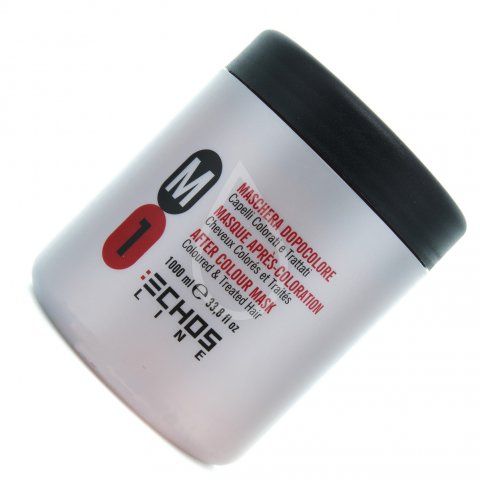 M
1
MASCHERA DOPOCOLORE
Capelli Colorati e Trattati
MASQUE APRÈS-COLORATION
Cheveux Colorés et Traités
AFTER COLOUR MASK
Coloured & Treated Hair
1000 ml e 33,8 fl oz
ECHOS
LINE